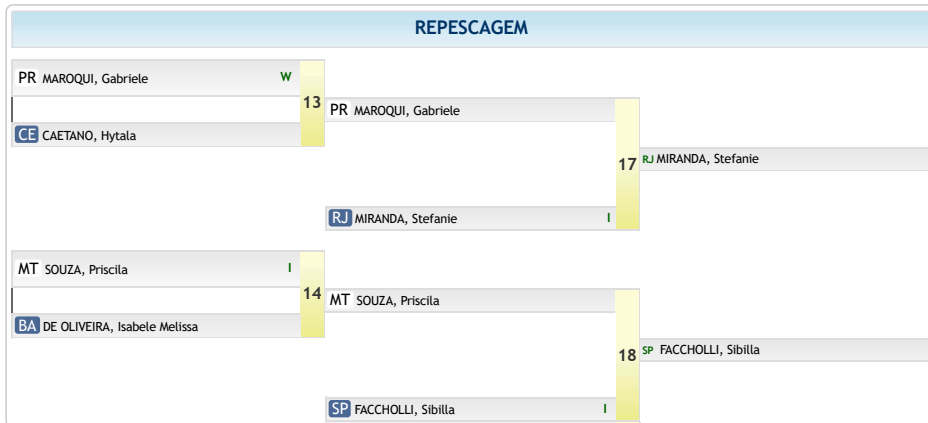 REPESCAGEM
PR MAROQUI, Gabriele W
13
PR MAROQUI, Gabriele
CE CAETANO, Hytala
17
RJ MIRANDA, Stefanie
RJ MIRANDA, Stefanie I
MT SOUZA, Priscila I
14
MT SOUZA, Priscila
BA DE OLIVEIRA, Isabele Melissa
18
SP FACCHOLLI, Sibilla
SP FACCHOLLI, Sibilla I